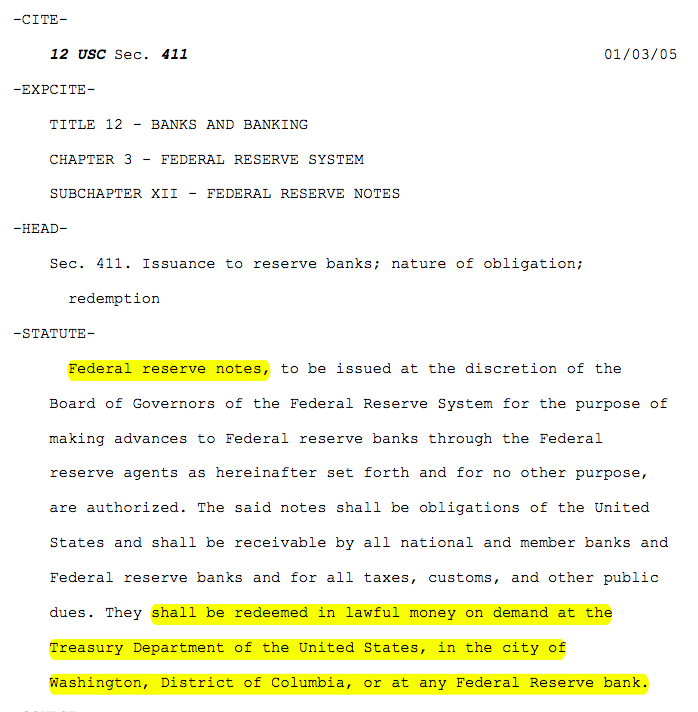 -CITE-
12 USC Sec. 411 01/03/05
-EXPCITE-
TITLE 12 - BANKS AND BANKING
CHAPTER 3 - FEDERAL RESERVE SYSTEM
SUBCHAPTER XII - FEDERAL RESERVE NOTES
-HEAD-
Sec. 411. Issuance to reserve banks; nature of obligation;
redemption
-STATUTE-
Federal reserve notes, to be issued at the discretion of the
Board of Governors of the Federal Reserve System for the purpose of
making advances to Federal reserve banks through the Federal
reserve agents as hereinafter set forth and for no other purpose,
are authorized. The said notes shall be obligations of the United
States and shall be receivable by all national and member banks and
Federal reserve banks and for all taxes, customs, and other public
dues. They shall be redeemed in lawful money on demand at the
Treasury Department of the United States, in the city of
Washington, District of Columbia, or at any Federal Reserve bank.